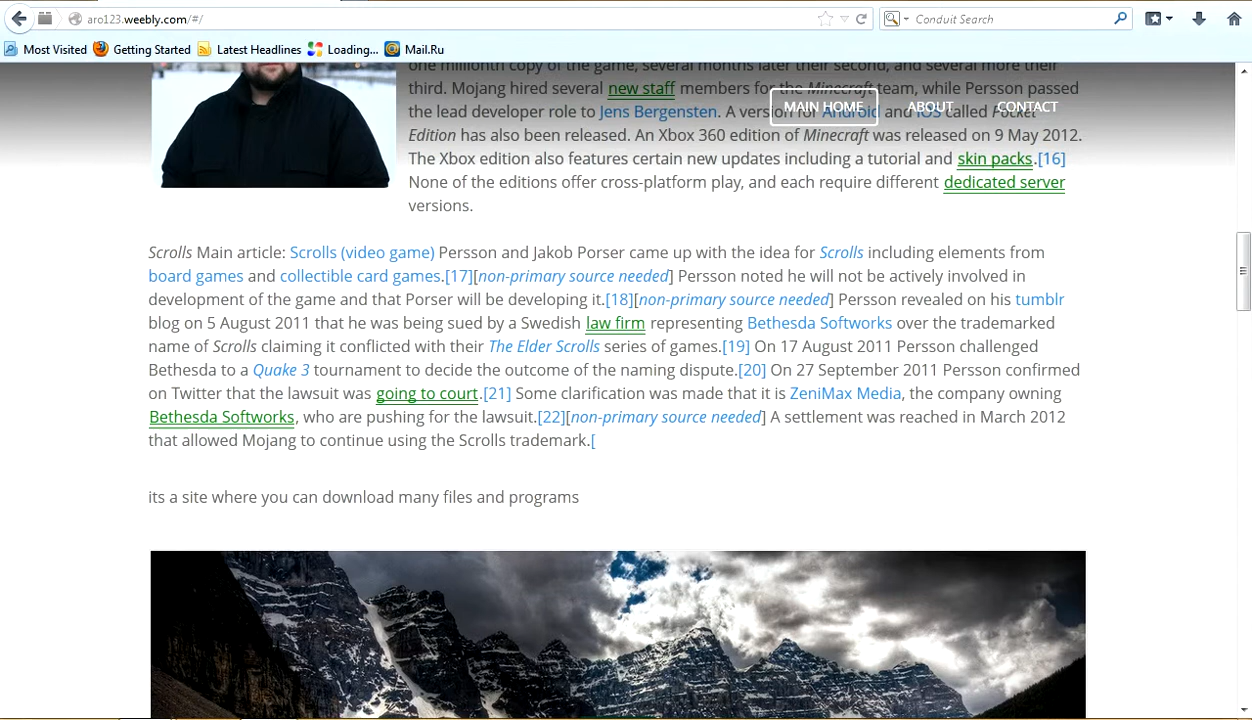 aro123.weebly.com/#/
Conduit Search
Most Visited Getting Started Latest Headlines Loading... Mail.Ru
one millionth copy of the game, several months later their second, and several more their
third. Mojang hired several new staff members for the Minecraft team, while Persson passed
MAIN HOME ABOUT CONTACT
the lead developer role to Jens Bergensten. A version for Android and iOS called Pocket
Edition has also been released. An Xbox 360 edition of Minecraft was released on 9 May 2012.
The Xbox edition also features certain new updates including a tutorial and skin packs.[16]
None of the editions offer cross-platform play, and each require different dedicated server
versions.
Scrolls Main article: Scrolls (video game) Persson and Jakob Porser came up with the idea for Scrolls including elements from
board games and collectible card games.[17][non-primary source needed] Persson noted he will not be actively involved in
development of the game and that Porser will be developing it.[18][non-primary source needed] Persson revealed on his tumblr
blog on 5 August 2011 that he was being sued by a Swedish law firm representing Bethesda Softworks over the trademarked
name of Scrolls claiming it conflicted with their The Elder Scrolls series of games.[19] On 17 August 2011 Persson challenged
Bethesda to a Quake 3 tournament to decide the outcome of the naming dispute.[20] On 27 September 2011 Persson confirmed
on Twitter that the lawsuit was going to court.[21] Some clarification was made that it is ZeniMax Media, the company owning
Bethesda Softworks, who are pushing for the lawsuit.[22][non-primary source needed] A settlement was reached in March 2012
that allowed Mojang to continue using the Scrolls trademark.[
its a site where you can download many files and programs